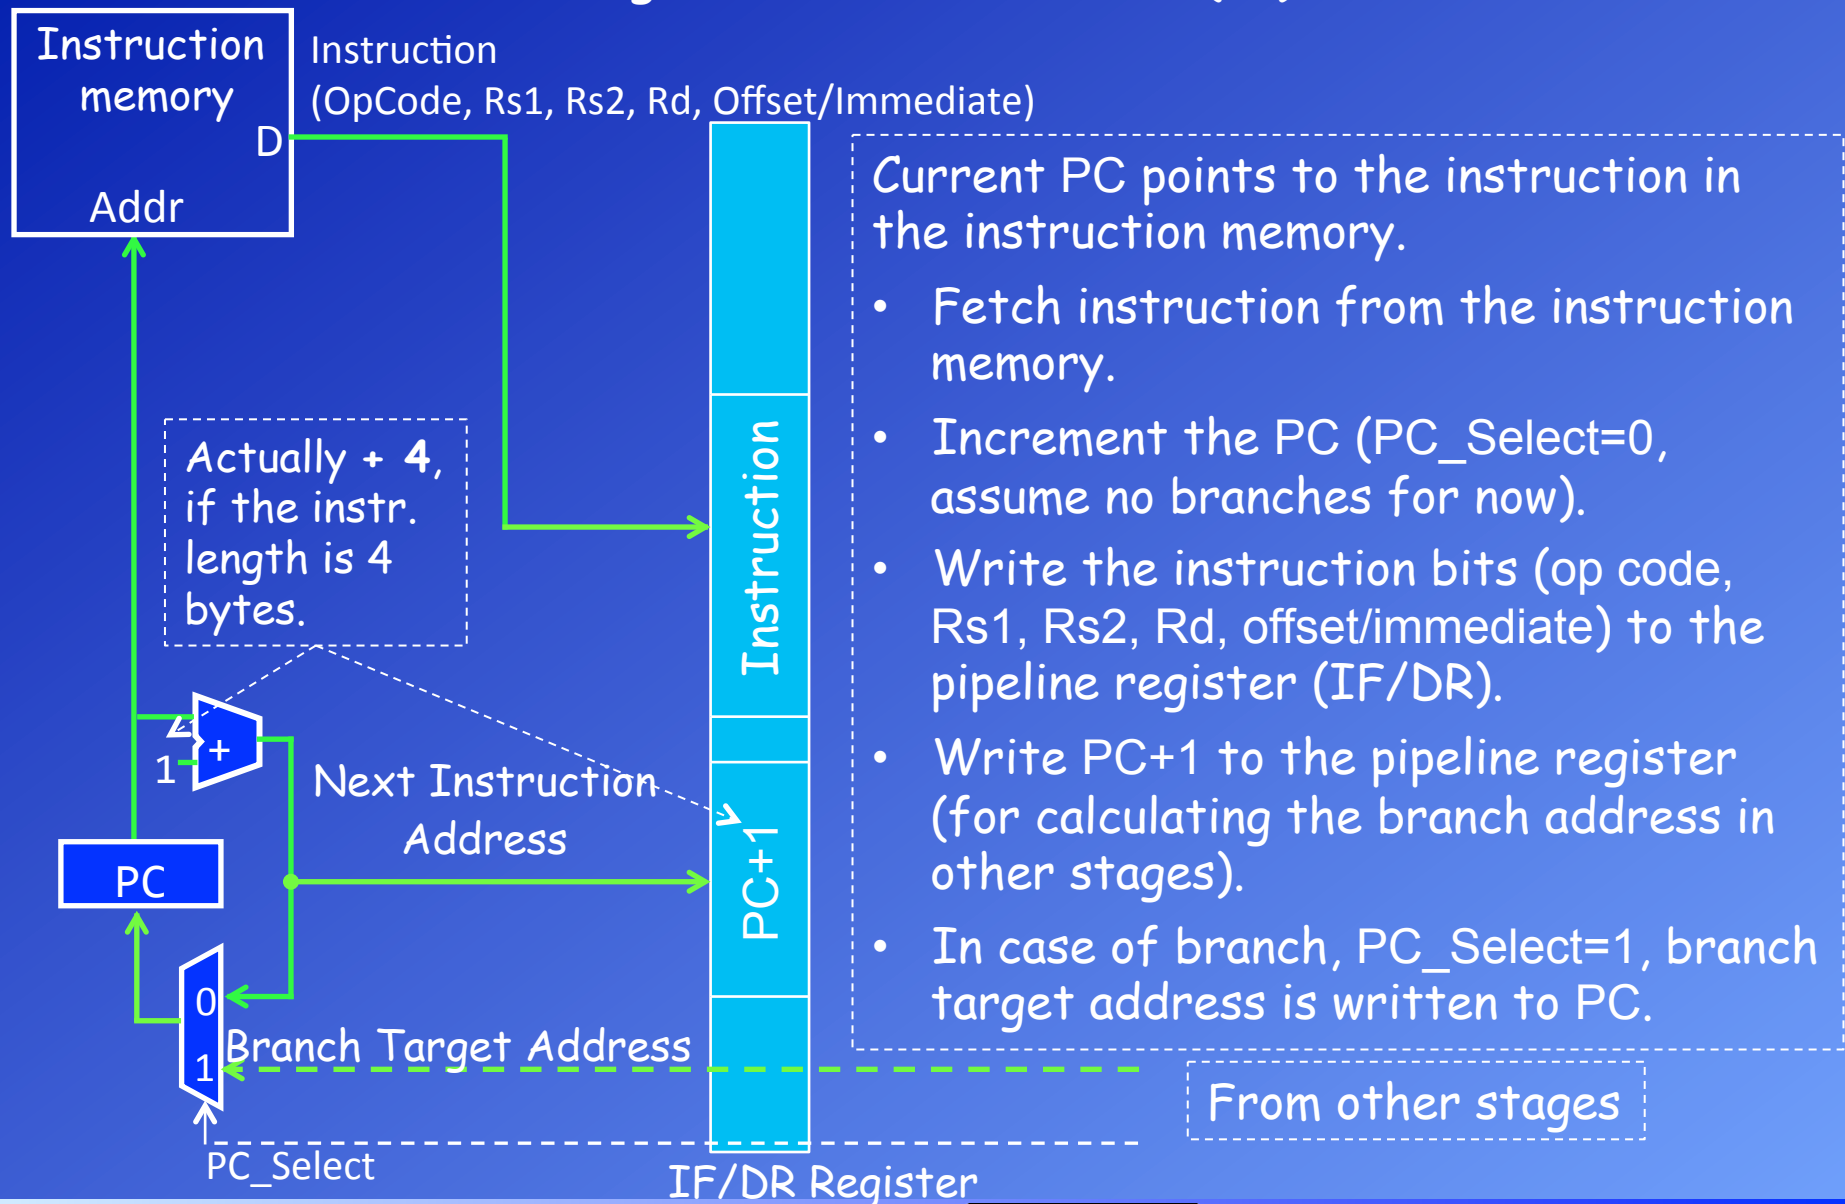 Instruction
memory
D
Addr
Instruction
(OpCode, Rs1, Rs2, Rd, Offset/Immediate)
Actually + 4,
if the instr.
length is 4
bytes.
+
1
Next Instruction
Address
PC
0
1
Branch Target Address
PC_Select
Instruction
PC+1
IF/DR Register
Current PC points to the instruction in
the instruction memory.
• Fetch instruction from the instruction
memory.
• Increment the PC (PC_Select=0,
assume no branches for now).
• Write the instruction bits (op code,
Rs1, Rs2, Rd, offset/immediate) to the
pipeline register (IF/DR).
• Write PC+1 to the pipeline register
(for calculating the branch address in
other stages).
• In case of branch, PC_Select=1, branch
target address is written to PC.
From other stages